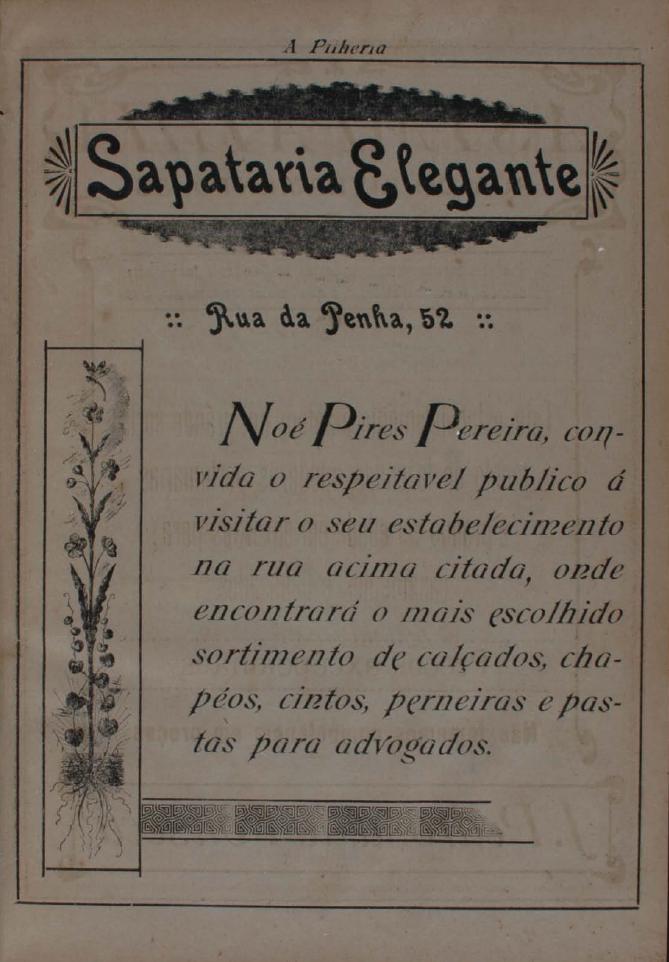 A Pilheria
Sapataria Elegante
:: Rua da Penha, 52 ::
Noé Pires Pereira, con-
vida o respeitavel publico á
visitar o seu estabelecimento
na rua acima citada, onde
encontrará o mais escolhido
sortimento de calçados, cha-
péos, cintos, perneiras e pas-
tas para advogados.